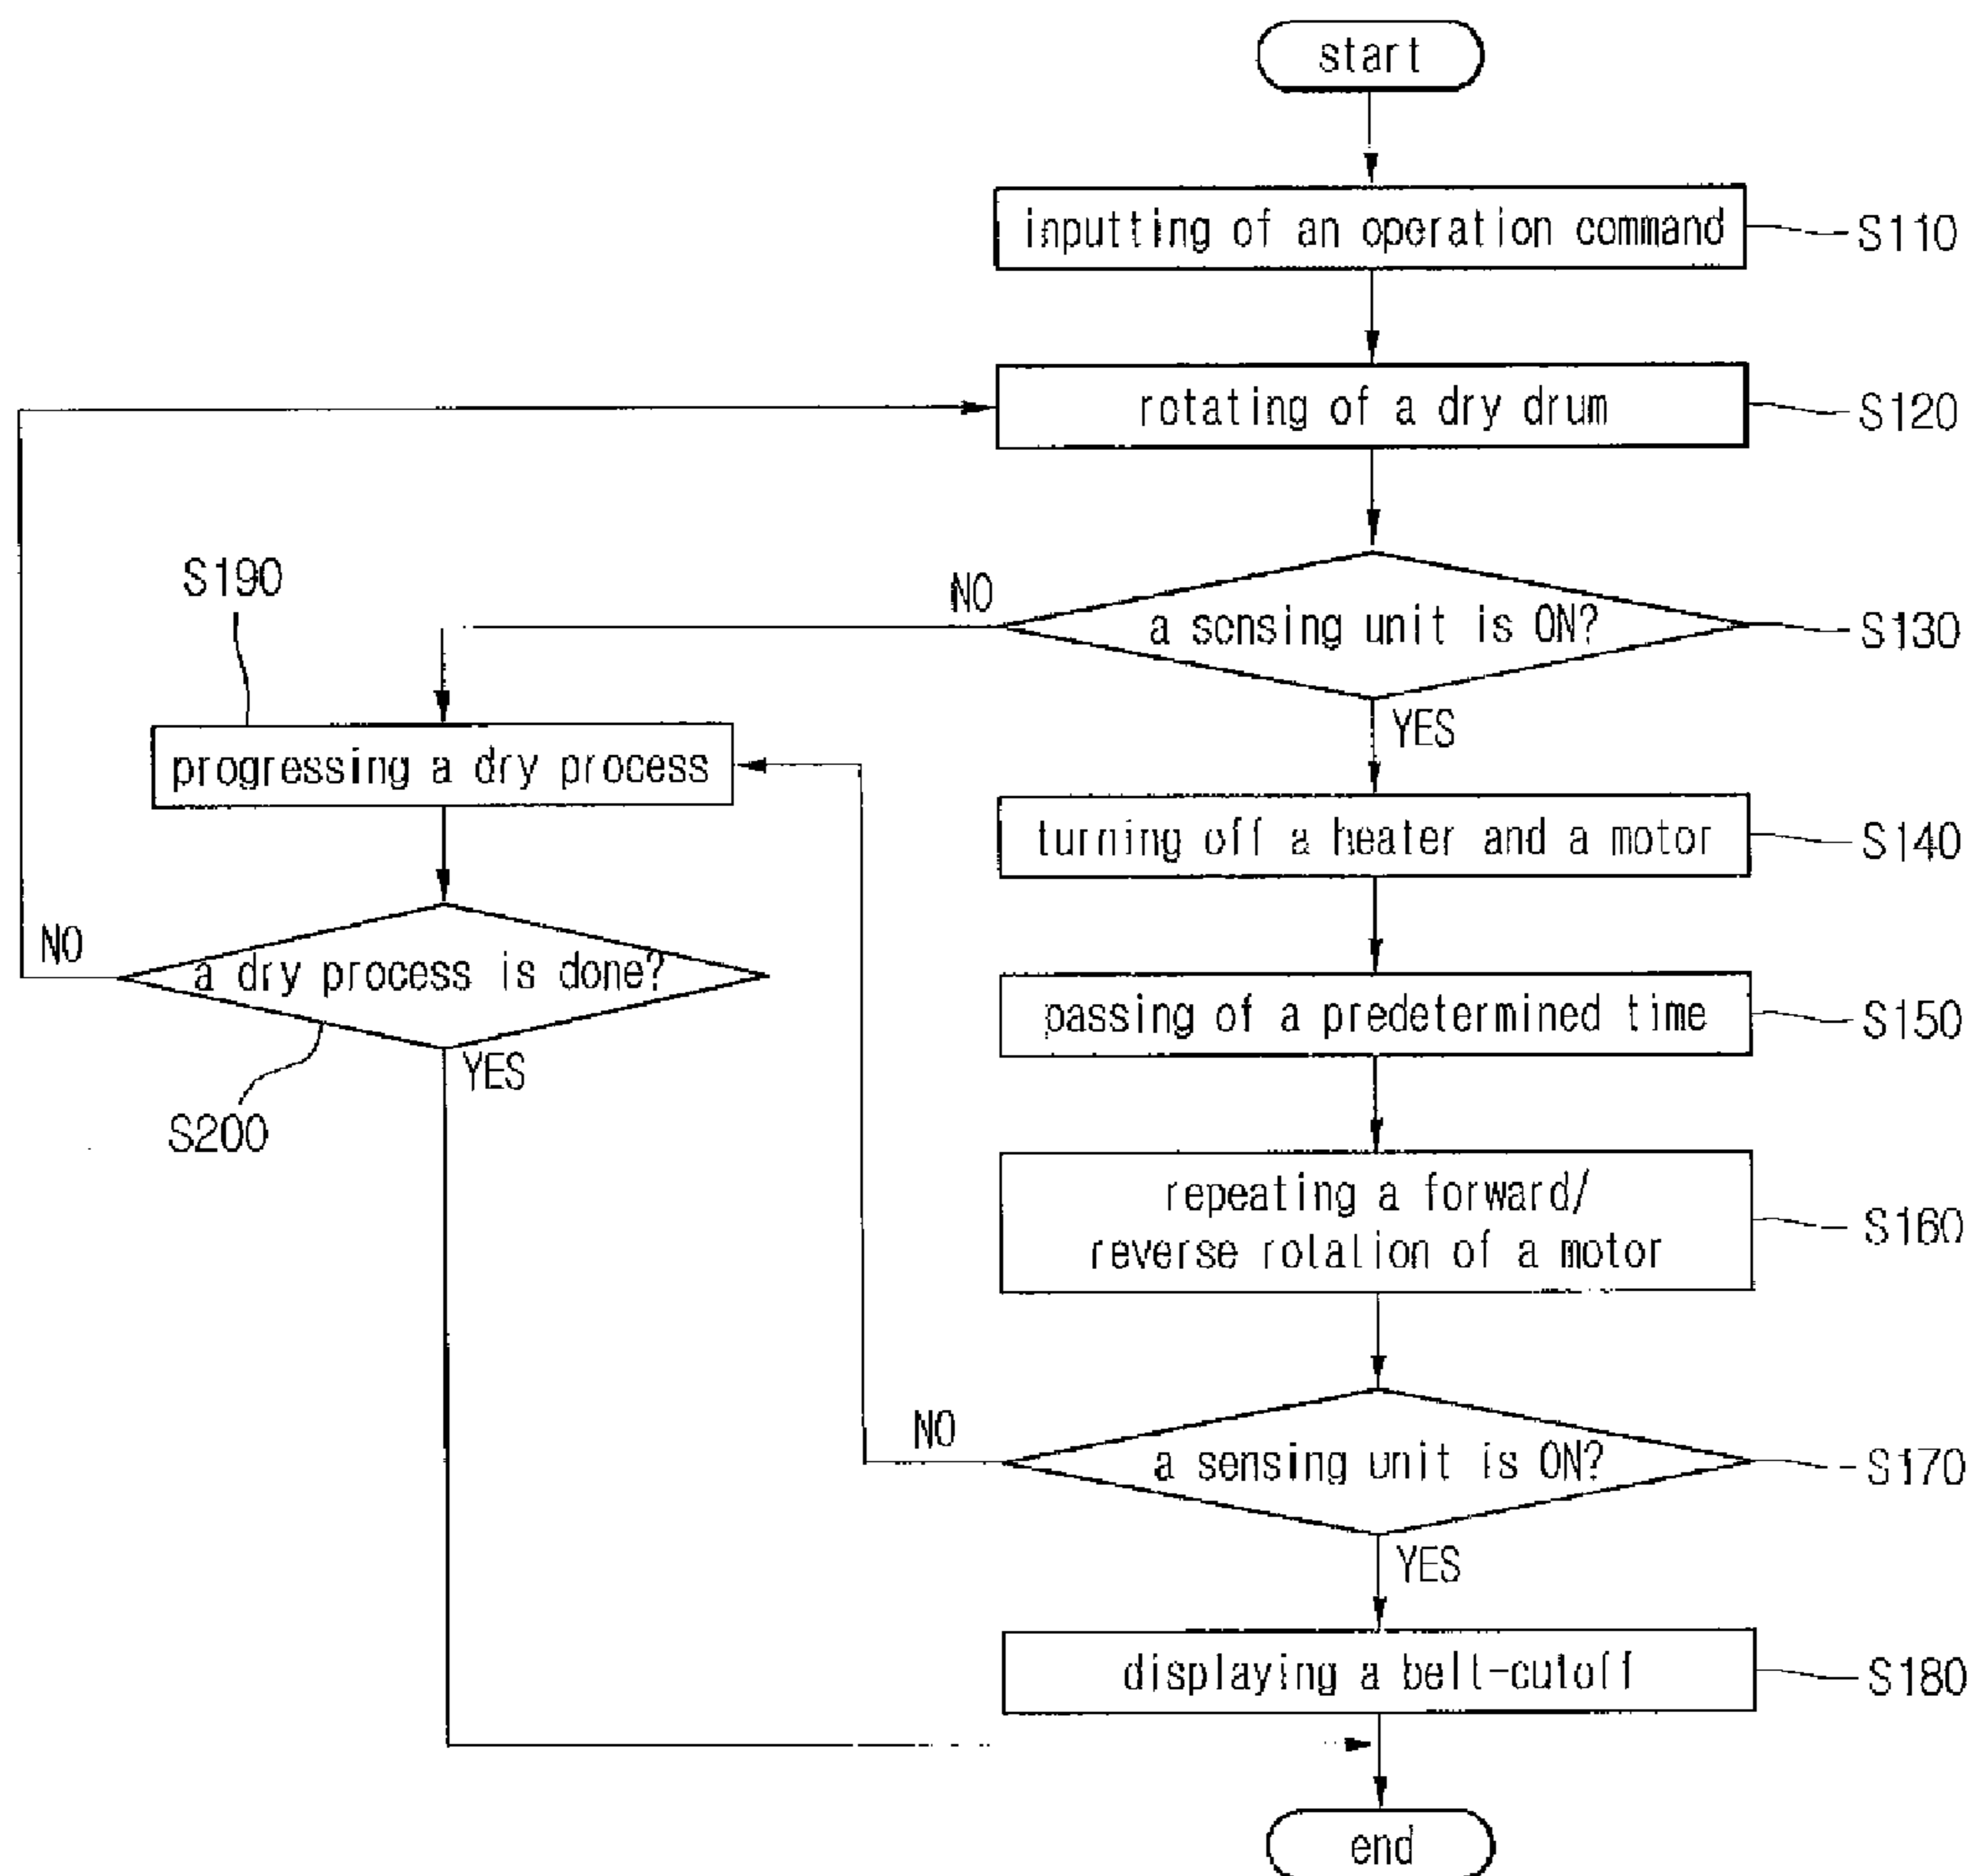 start
inputting of an operation command
S110
rotating of a dry drum
S120
S190
NO
a sensing unit is ON?
S130
YES
progressing a dry process
turning off a heater and a motor
S140
NO
a dry process is done?
passing of a predetermined time
S150
YES
S200
repeating a forward/
reverse rotation of a motor
S160
NO
a sensing unit is ON?
S170
YES
displaying a belt-cutoff
S180
end